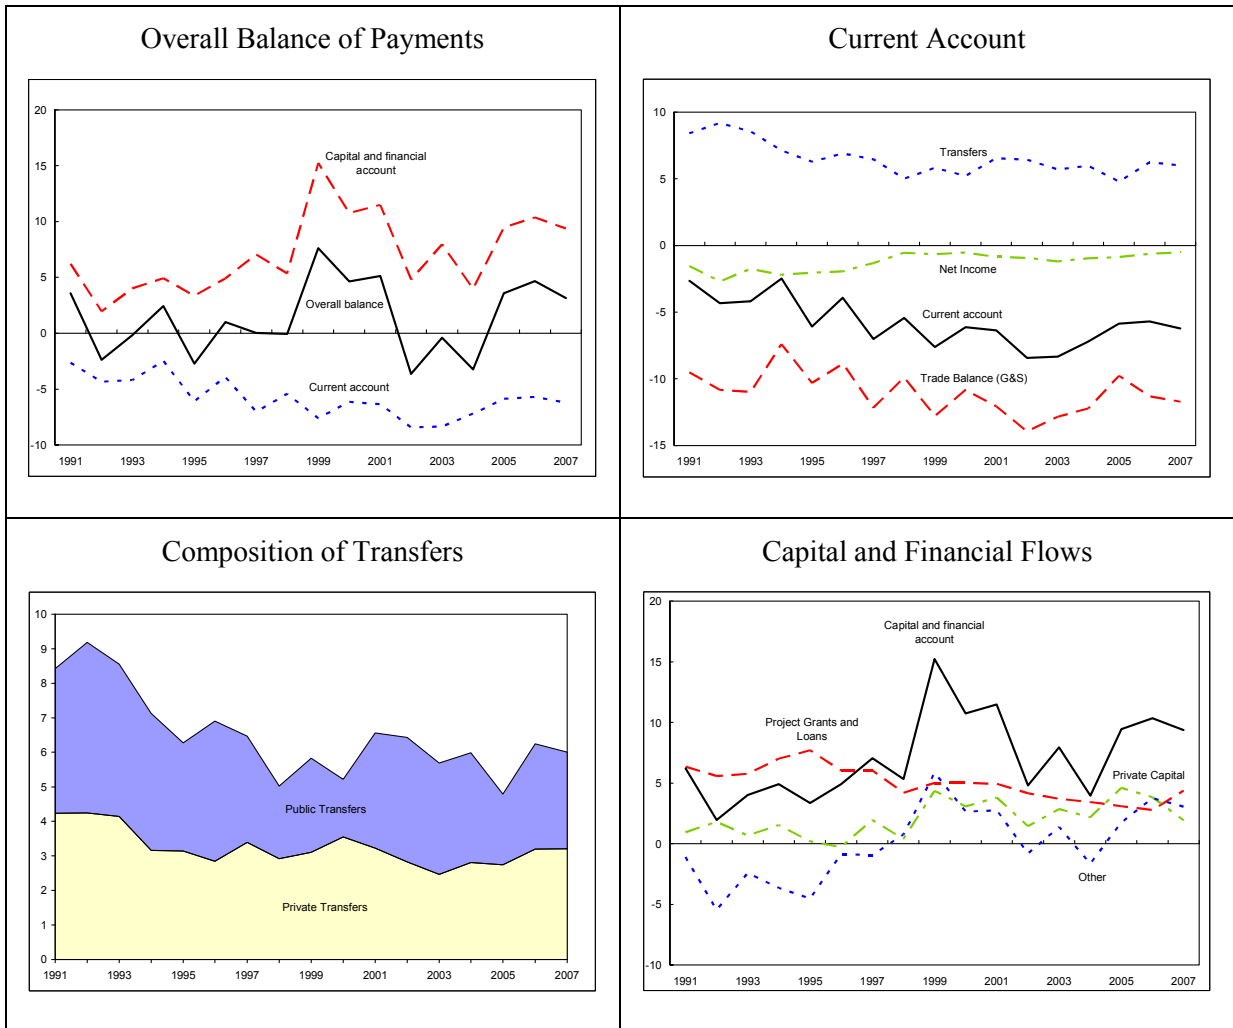 Overall Balance of Payments
20
15
10
5
0
-5
-10
Capital and financial
account
Overall balance
Current account
1991 1993 1995 1997 1999 2001 2003 2005 2007
Current Account
10
5
0
-5
-10
-15
Transfers
Net Income
Current account
Trade Balance (G&S)
1991 1993 1995 1997 1999 2001 2003 2005 2007
Composition of Transfers
10
9
8
7
6
5
4
3
2
1
0
Public Transfers
Private Transfers
1991 1993 1995 1997 1999 2001 2003 2005 2007
Capital and Financial Flows
20
15
10
5
0
-5
-10
Capital and financial
account
Project Grants and
Loans
Private Capital
Other
1991 1993 1995 1997 1999 2001 2003 2005 2007